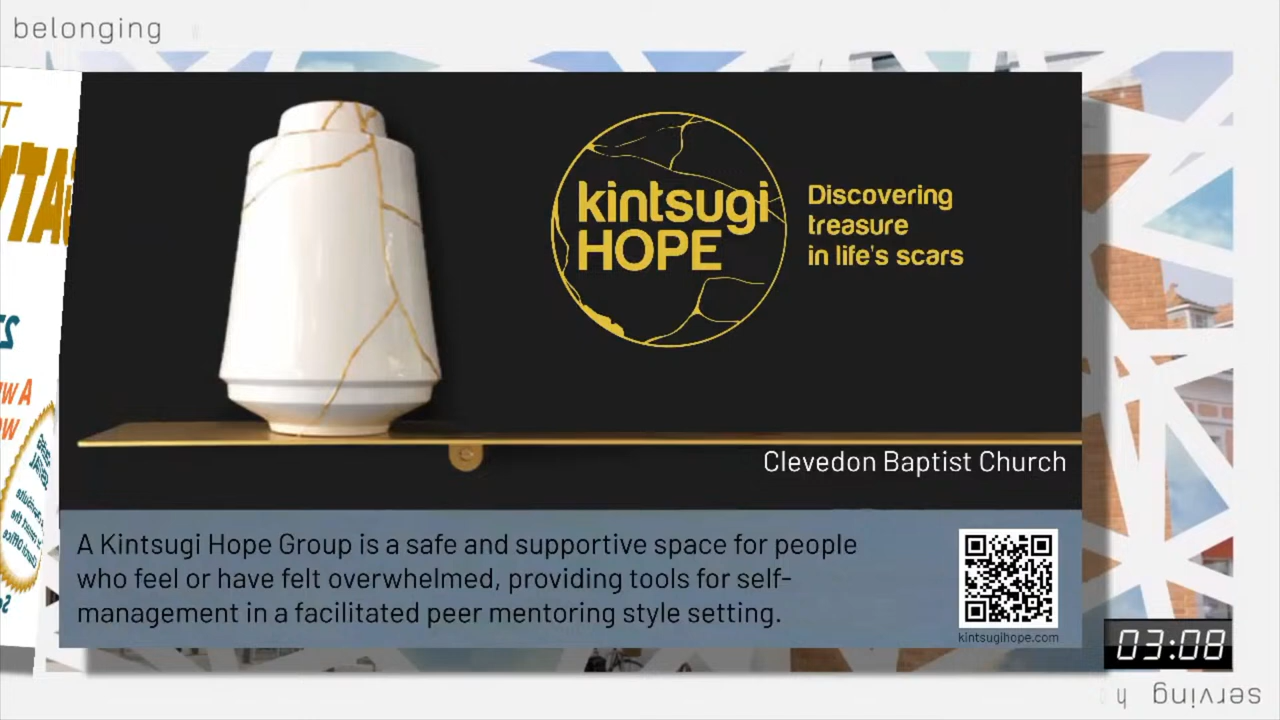 belonging
kintsugi
HOPE
Discovering
treasure
in life's scars
Clevedon Baptist Church
A Kintsugi Hope Group is a safe and supportive space for people
who feel or have felt overwhelmed, providing tools for self-
management in a facilitated peer mentoring style setting.
kintsugihope.com
03:08
serving